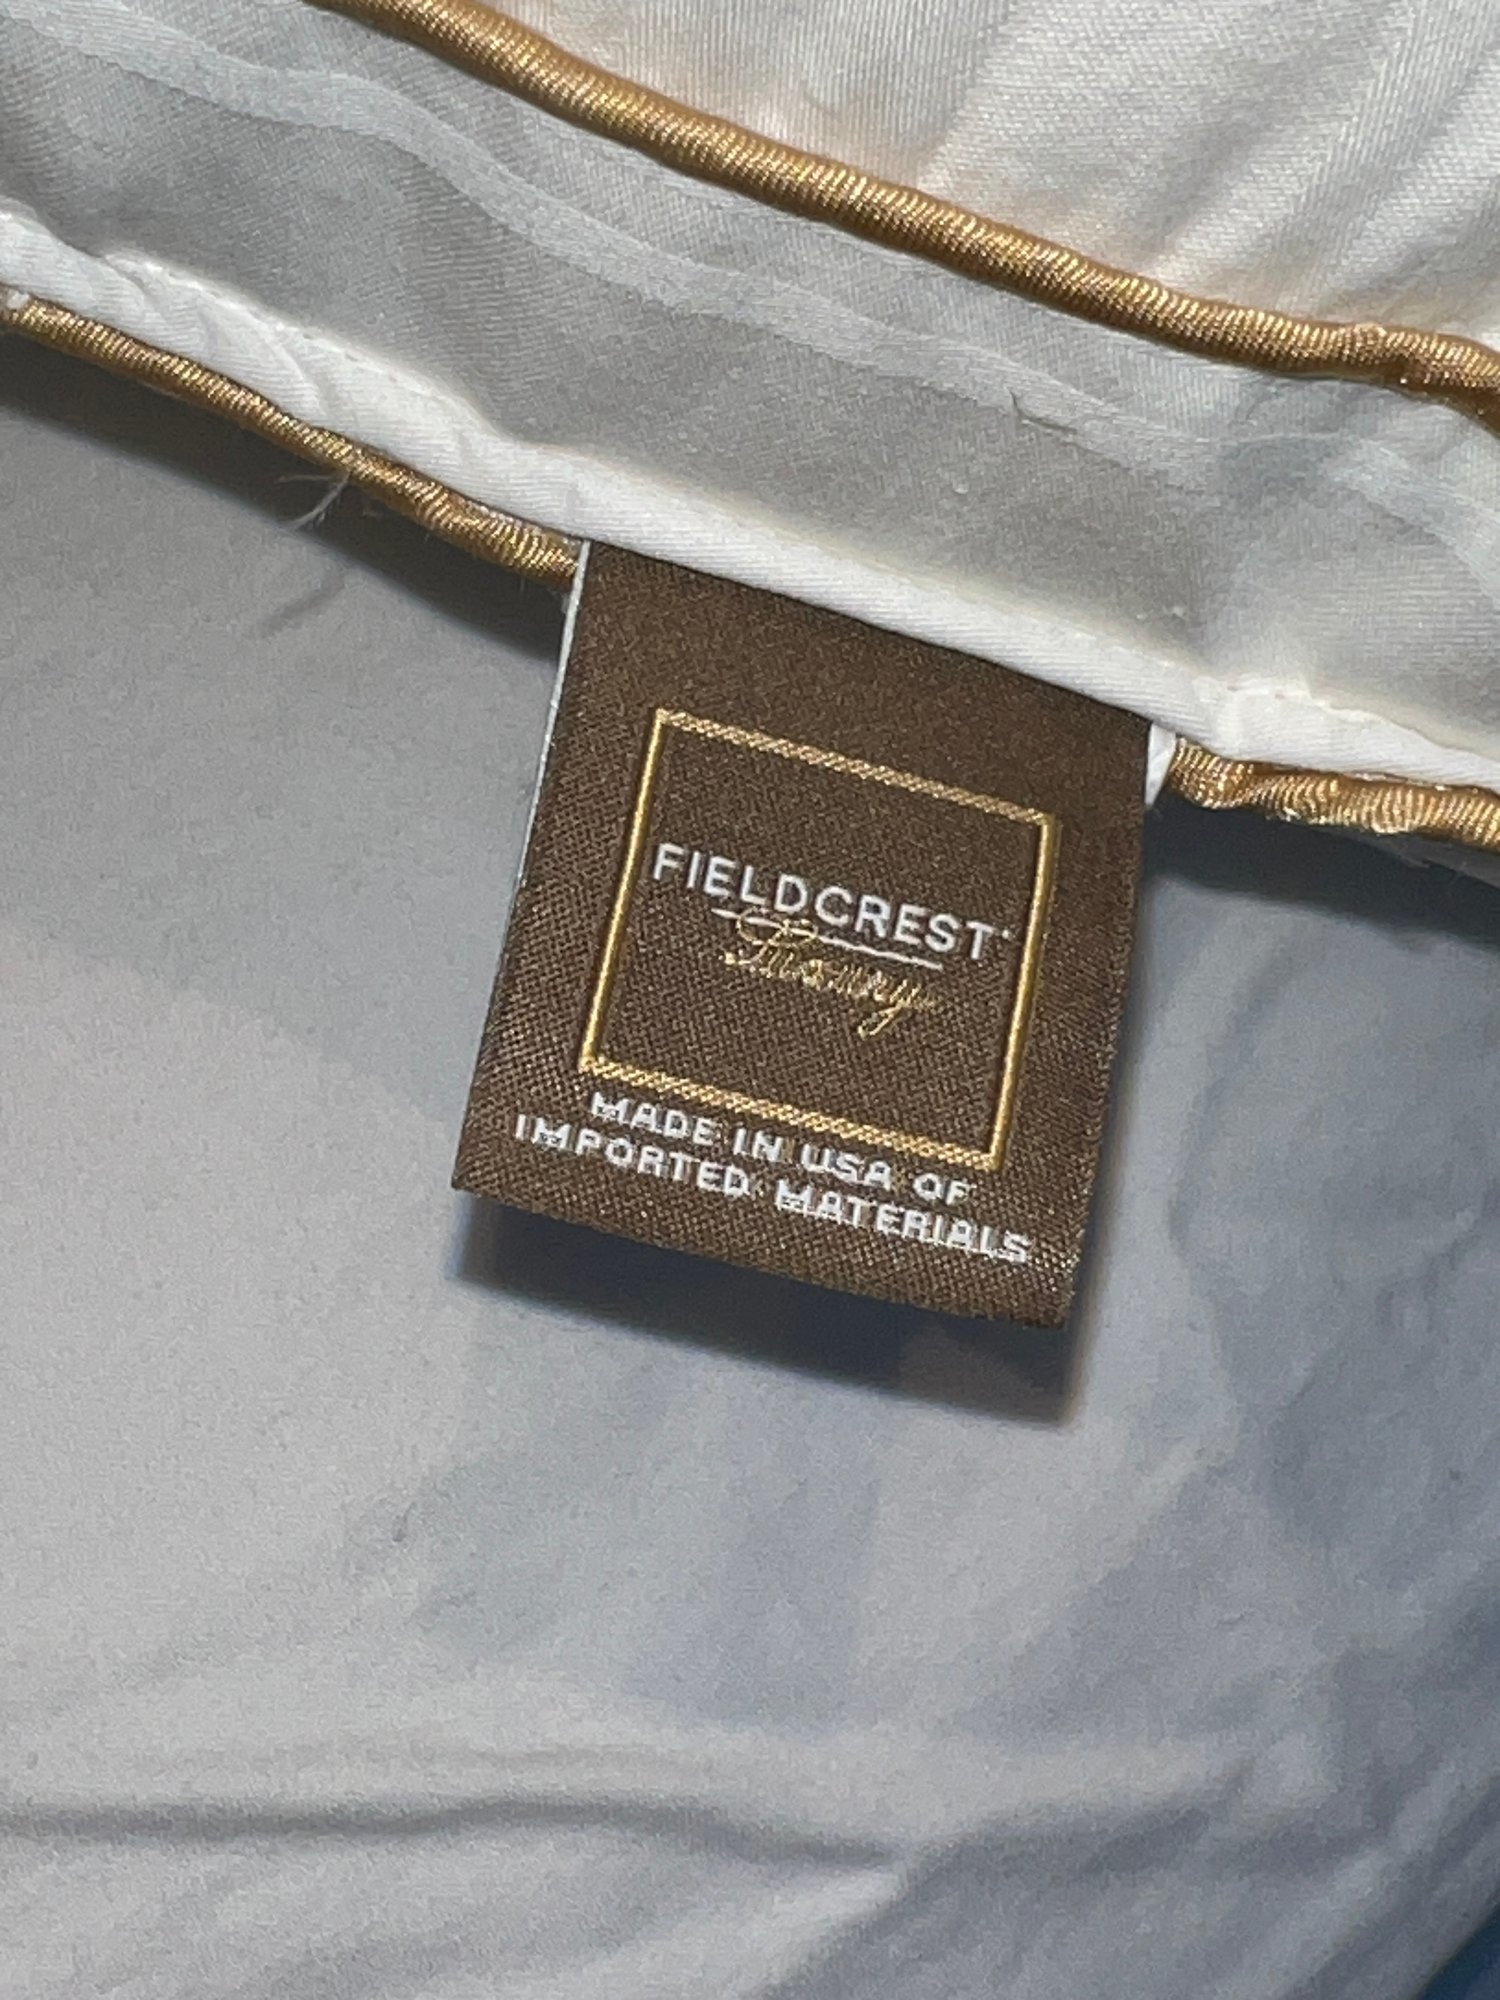 FIELDCREST
Luxury
MADE IN USA OF
IMPORTED MATERIALS